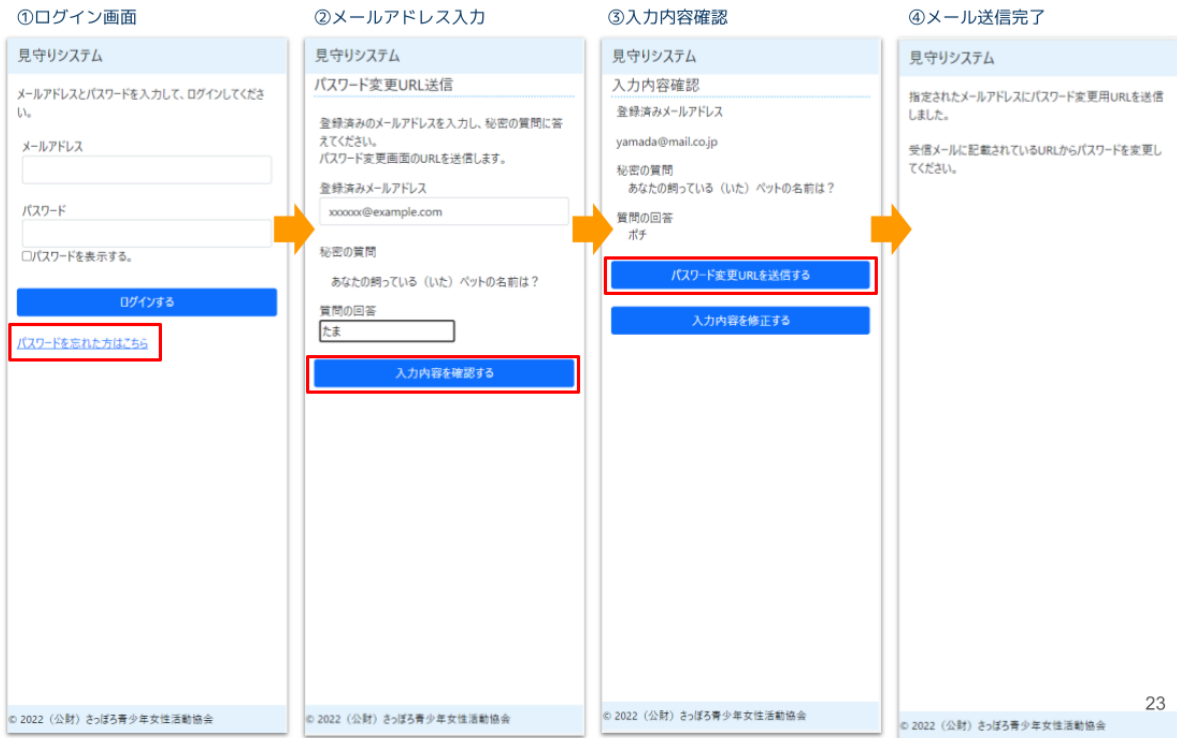 ①ログイン画面
見守りシステム
メールアドレスとパスワードを入力して、ログインしてくださ
い。
メールアドレス
パスワード
□パスワードを表示する。
ログインする
パスワードを忘れた方はこちら
© 2022（公財）さっぽろ青少年女性活動協会
②メールアドレス入力
見守りシステム
パスワード変更URL送信
登録済みのメールアドレスを入力し、秘密の質問に答
えてください。
パスワード変更画面のURLを送信します。
登録済みメールアドレス
xxxxxx@example.com
秘密の質問
あなたの飼っている（いた）ペットの名前は？
質問の回答
たま
入力内容を確認する
© 2022（公財）さっぽろ青少年女性活動協会
③入力内容確認
見守りシステム
入力内容確認
登録済みメールアドレス
yamada@mail.co.jp
秘密の質問
あなたの飼っている（いた）ペットの名前は？
質問の回答
ポチ
パスワード変更URLを送信する
入力内容を修正する
© 2022（公財）さっぽろ青少年女性活動協会
④メール送信完了
見守りシステム
指定されたメールアドレスにパスワード変更用URLを送信
しました。
受信メールに記載されているURLからパスワードを変更し
てください。
© 2022（公財）さっぽろ青少年女性活動協会
23